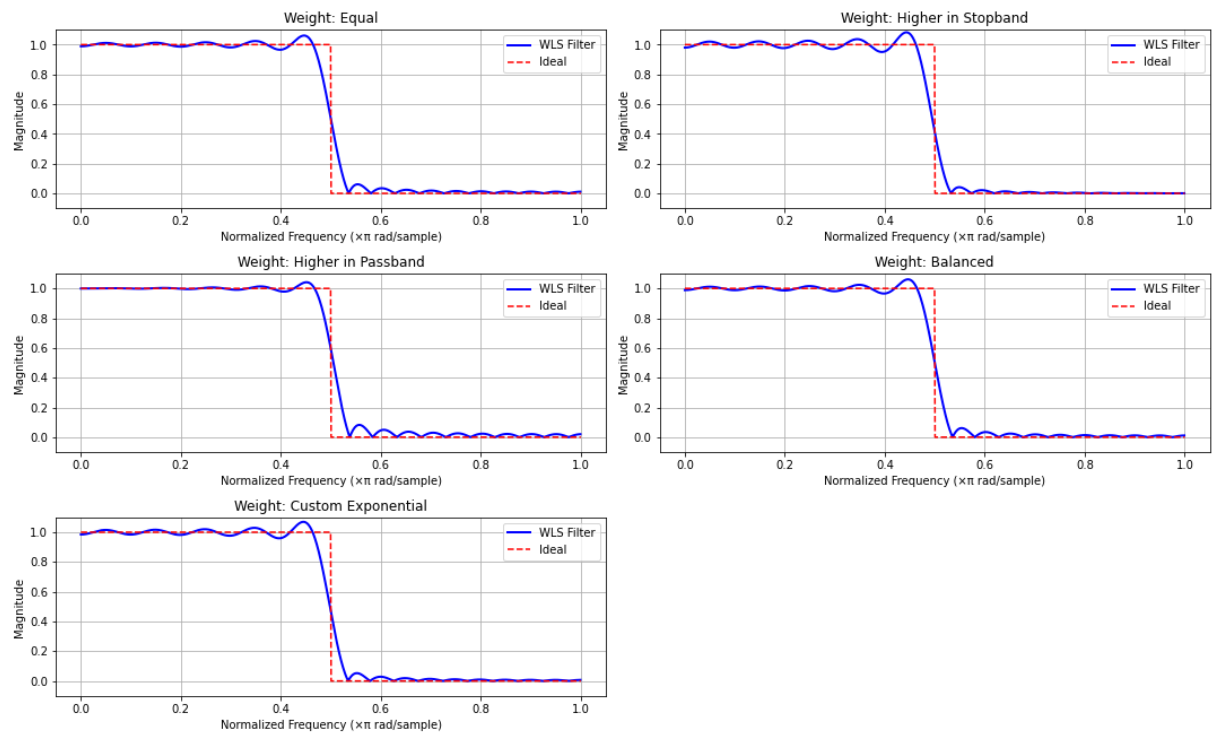 Weight: Equal
1.0
0.8
0.6
0.4
0.2
0.0
Magnitude
WLS Filter
Ideal
0.0 0.2 0.4 0.6 0.8 1.0
Normalized Frequency (×π rad/sample)
Weight: Higher in Stopband
1.0
0.8
0.6
0.4
0.2
0.0
Magnitude
WLS Filter
Ideal
0.0 0.2 0.4 0.6 0.8 1.0
Normalized Frequency (×π rad/sample)
Weight: Higher in Passband
1.0
0.8
0.6
0.4
0.2
0.0
Magnitude
WLS Filter
Ideal
0.0 0.2 0.4 0.6 0.8 1.0
Normalized Frequency (×π rad/sample)
Weight: Balanced
1.0
0.8
0.6
0.4
0.2
0.0
Magnitude
WLS Filter
Ideal
0.0 0.2 0.4 0.6 0.8 1.0
Normalized Frequency (×π rad/sample)
Weight: Custom Exponential
1.0
0.8
0.6
0.4
0.2
0.0
Magnitude
WLS Filter
Ideal
0.0 0.2 0.4 0.6 0.8 1.0
Normalized Frequency (×π rad/sample)